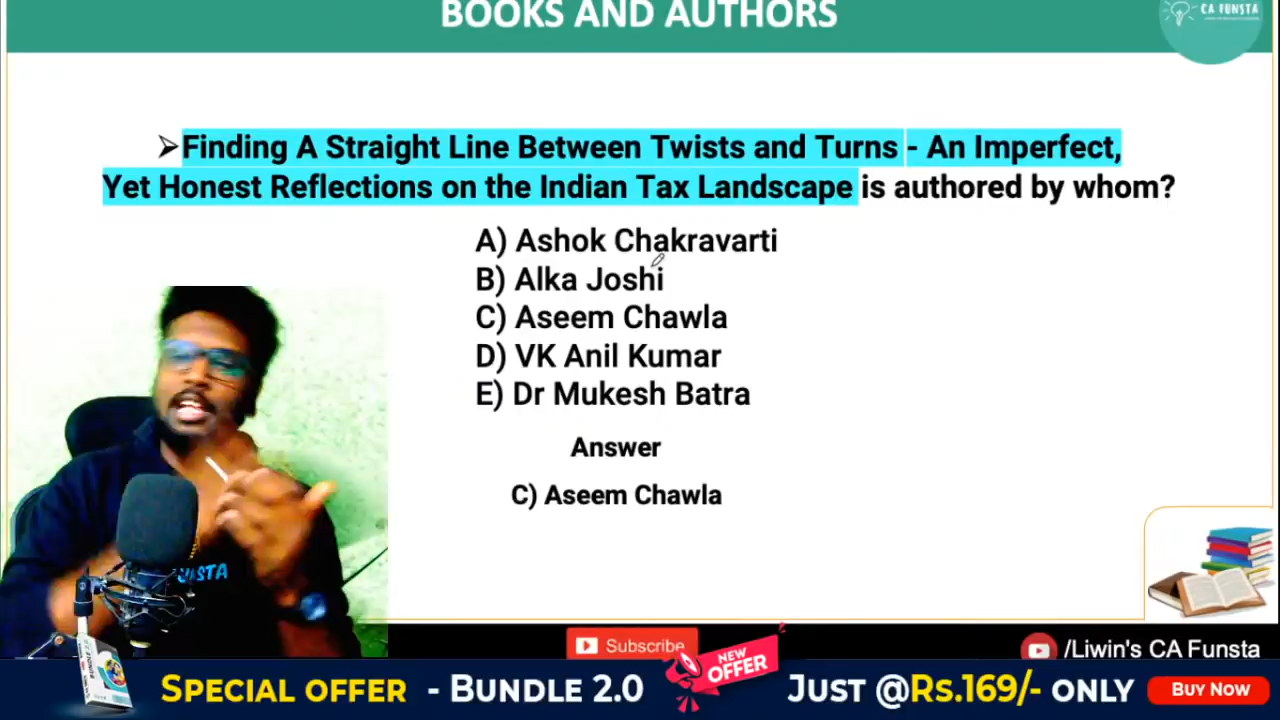 BOOKS AND AUTHORS
CA FUNSTA
➢Finding A Straight Line Between Twists and Turns - An Imperfect,
Yet Honest Reflections on the Indian Tax Landscape is authored by whom?
A) Ashok Chakravarti
B) Alka Joshi
C) Aseem Chawla
D) VK Anil Kumar
E) Dr Mukesh Batra
Answer
C) Aseem Chawla
Subscribe
/Liwin's CA Funsta
NEW
OFFER
SPECIAL OFFER - BUNDLE 2.0
JUST @Rs.169/- ONLY
Buy Now